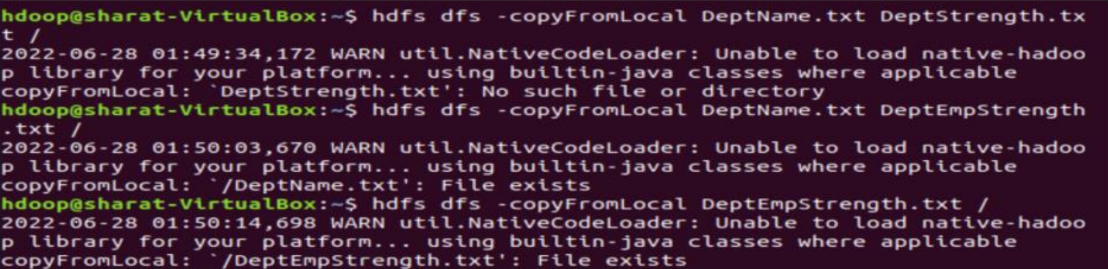 hdoop@sharat-VirtualBox:~$ hdfs dfs -copyFromLocal DeptName.txt DeptStrength.tx
t /
2022-06-28 01:49:34,172 WARN util.NativeCodeLoader: Unable to load native-hadoo
p library for your platform... using builtin-java classes where applicable
copyFromLocal: `DeptStrength.txt': No such file or directory
hdoop@sharat-VirtualBox:~$ hdfs dfs -copyFromLocal DeptName.txt DeptEmpStrength
.txt /
2022-06-28 01:50:03,670 WARN util.NativeCodeLoader: Unable to load native-hadoo
p library for your platform... using builtin-java classes where applicable
copyFromLocal: `/DeptName.txt': File exists
hdoop@sharat-VirtualBox:~$ hdfs dfs -copyFromLocal DeptEmpStrength.txt /
2022-06-28 01:50:14,698 WARN util.NativeCodeLoader: Unable to load native-hadoo
p library for your platform... using builtin-java classes where applicable
copyFromLocal: `/DeptEmpStrength.txt': File exists